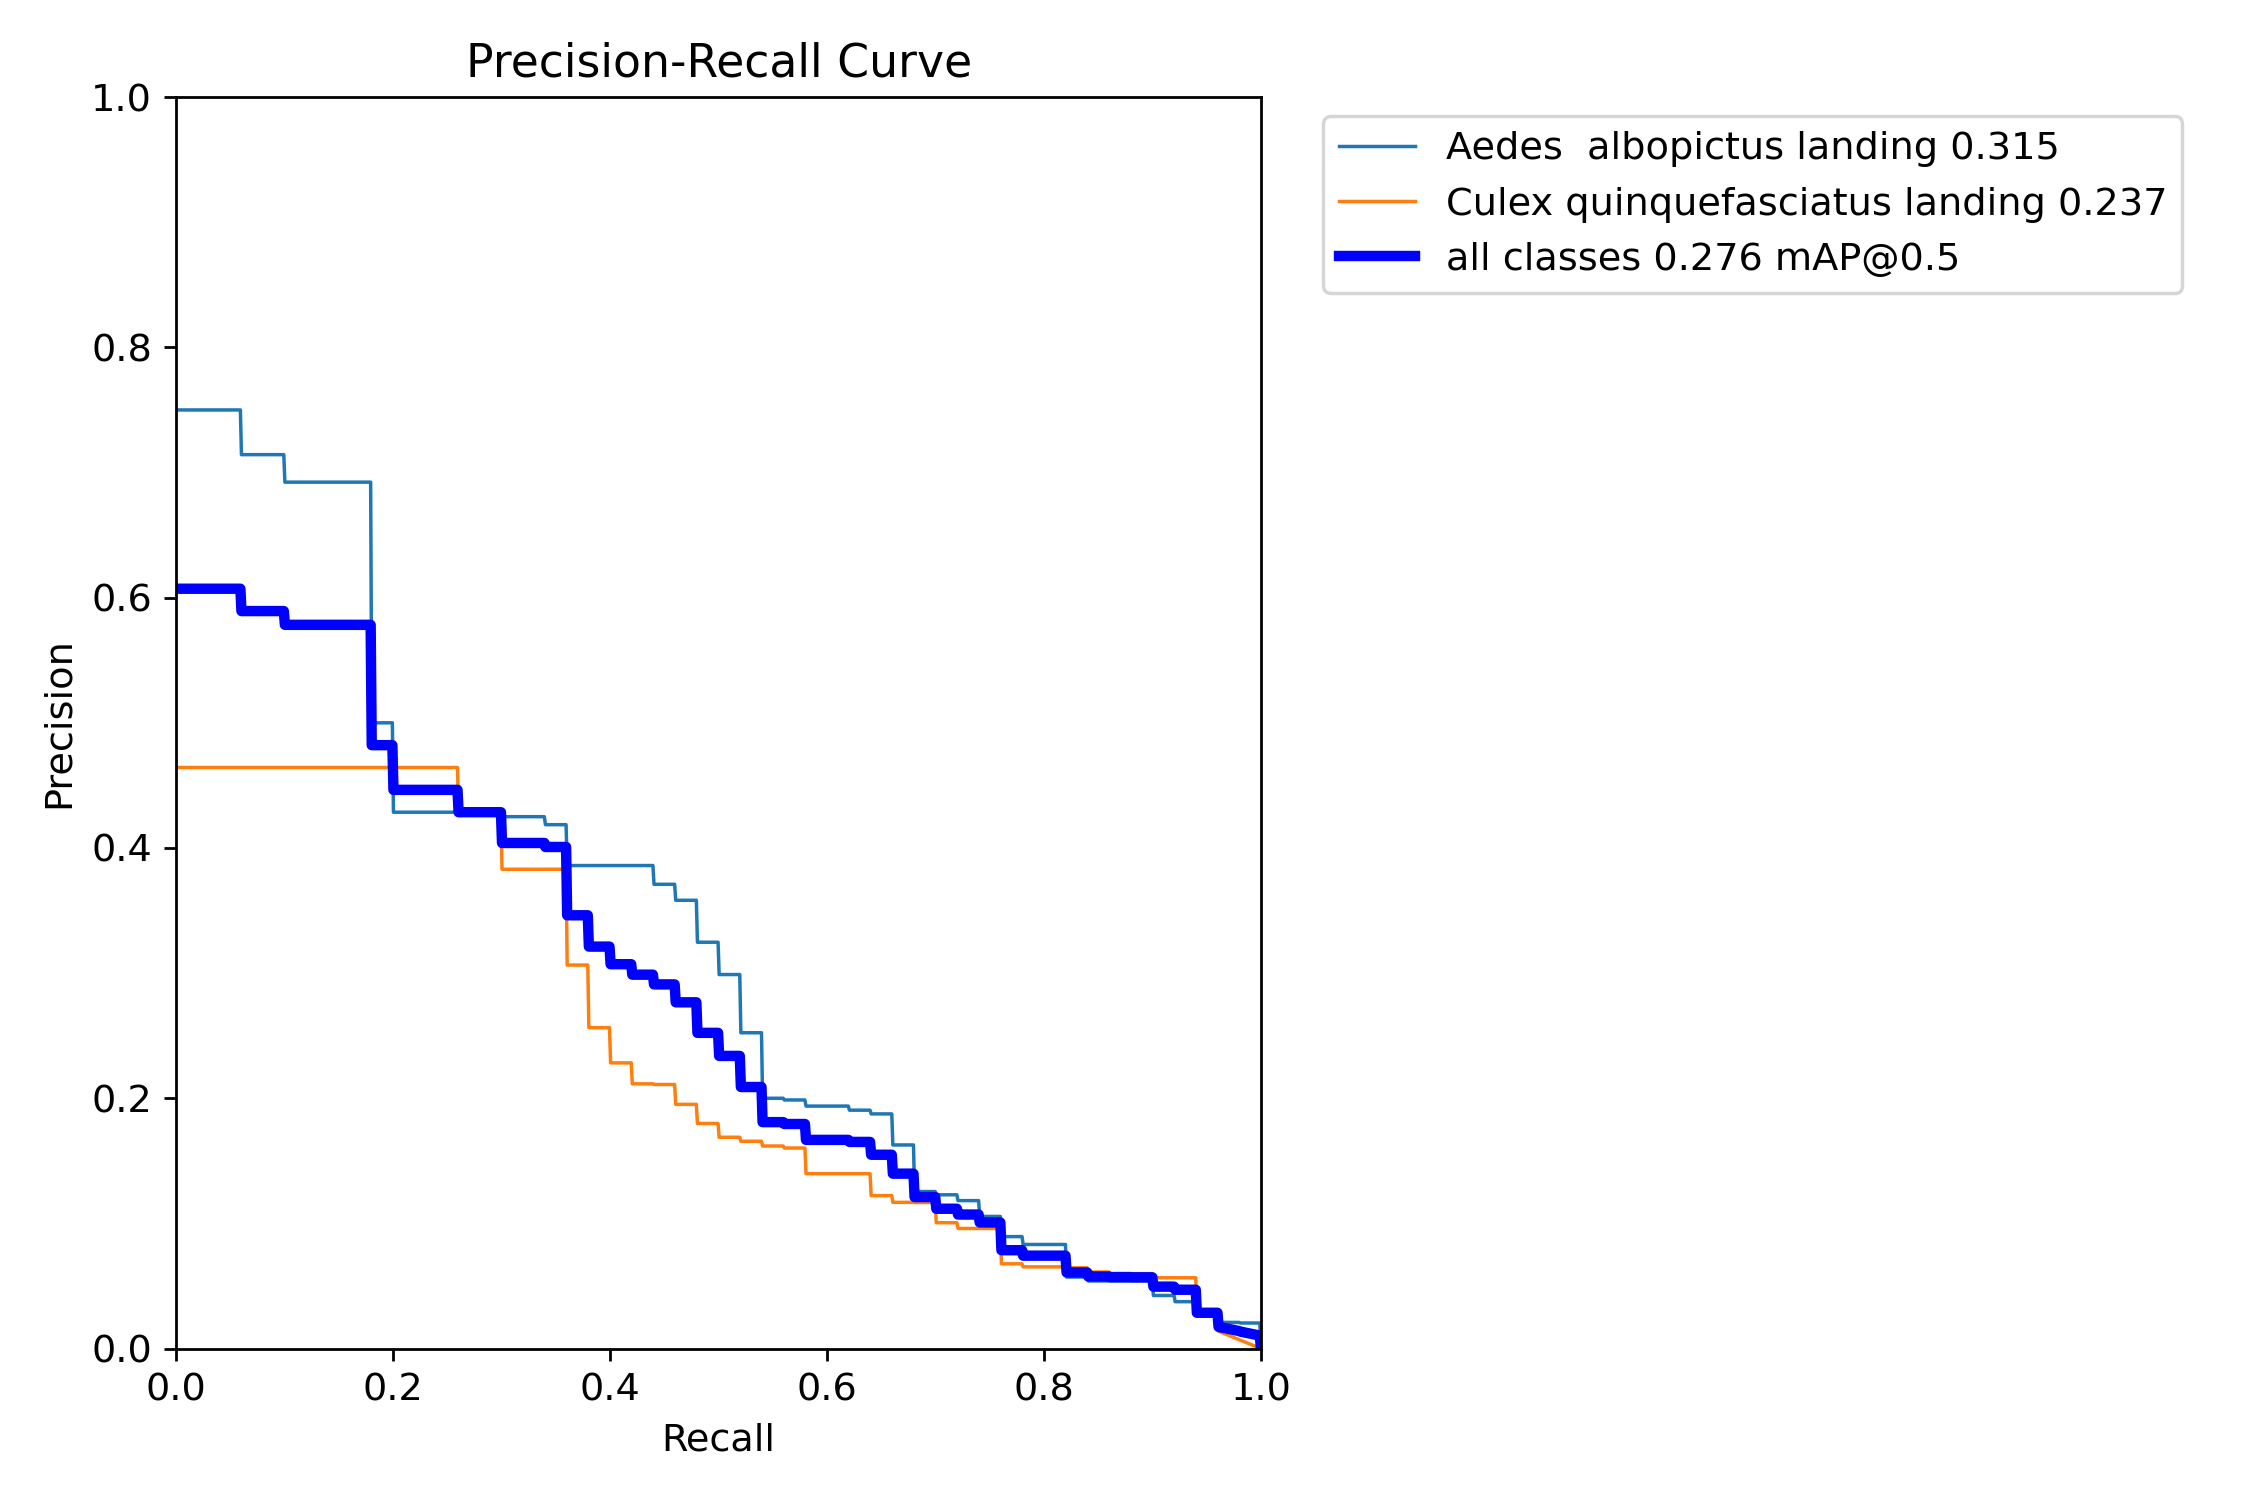 Precision-Recall Curve
Aedes  albopictus landing 0.315
Culex quinquefasciatus landing 0.237
all classes 0.276 mAP@0.5
1.0
0.8
0.6
0.4
0.2
0.0
Precision
0.0 0.2 0.4 0.6 0.8 1.0
Recall